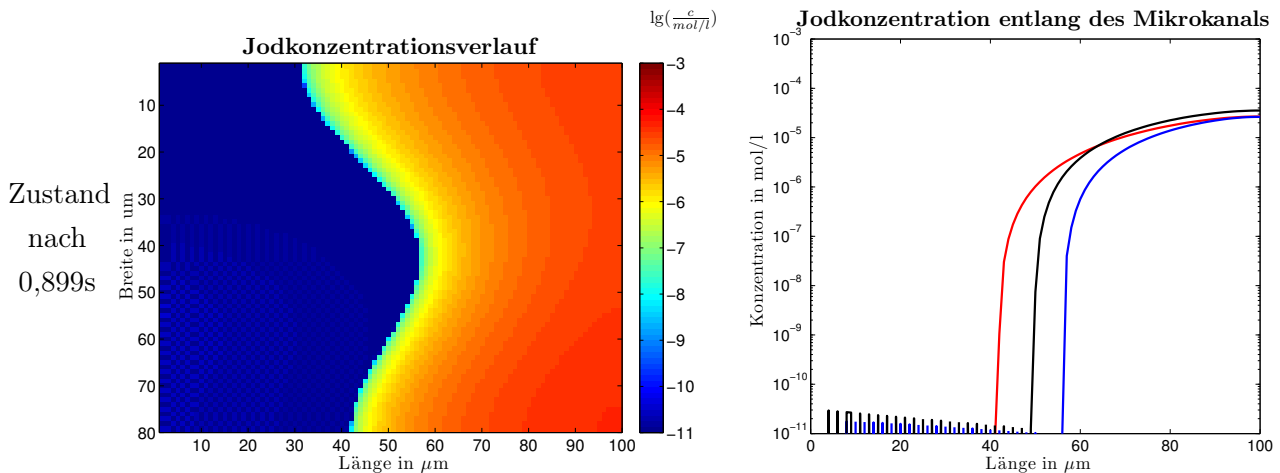 Zustand
nach
0,899s
Jodkonzentrationsverlauf
lg(c/mol/l)
Breite in um
10
20
30
40
50
60
70
80
10 20 30 40 50 60 70 80 90 100
Länge in μm
−3
−4
−5
−6
−7
−8
−9
−10
−11
Jodkonzentration entlang des Mikrokanals
Konzentration in mol/l
10⁻³
10⁻⁴
10⁻⁵
10⁻⁶
10⁻⁷
10⁻⁸
10⁻⁹
10⁻¹⁰
10⁻¹¹
0 20 40 60 80 100
Länge in μm